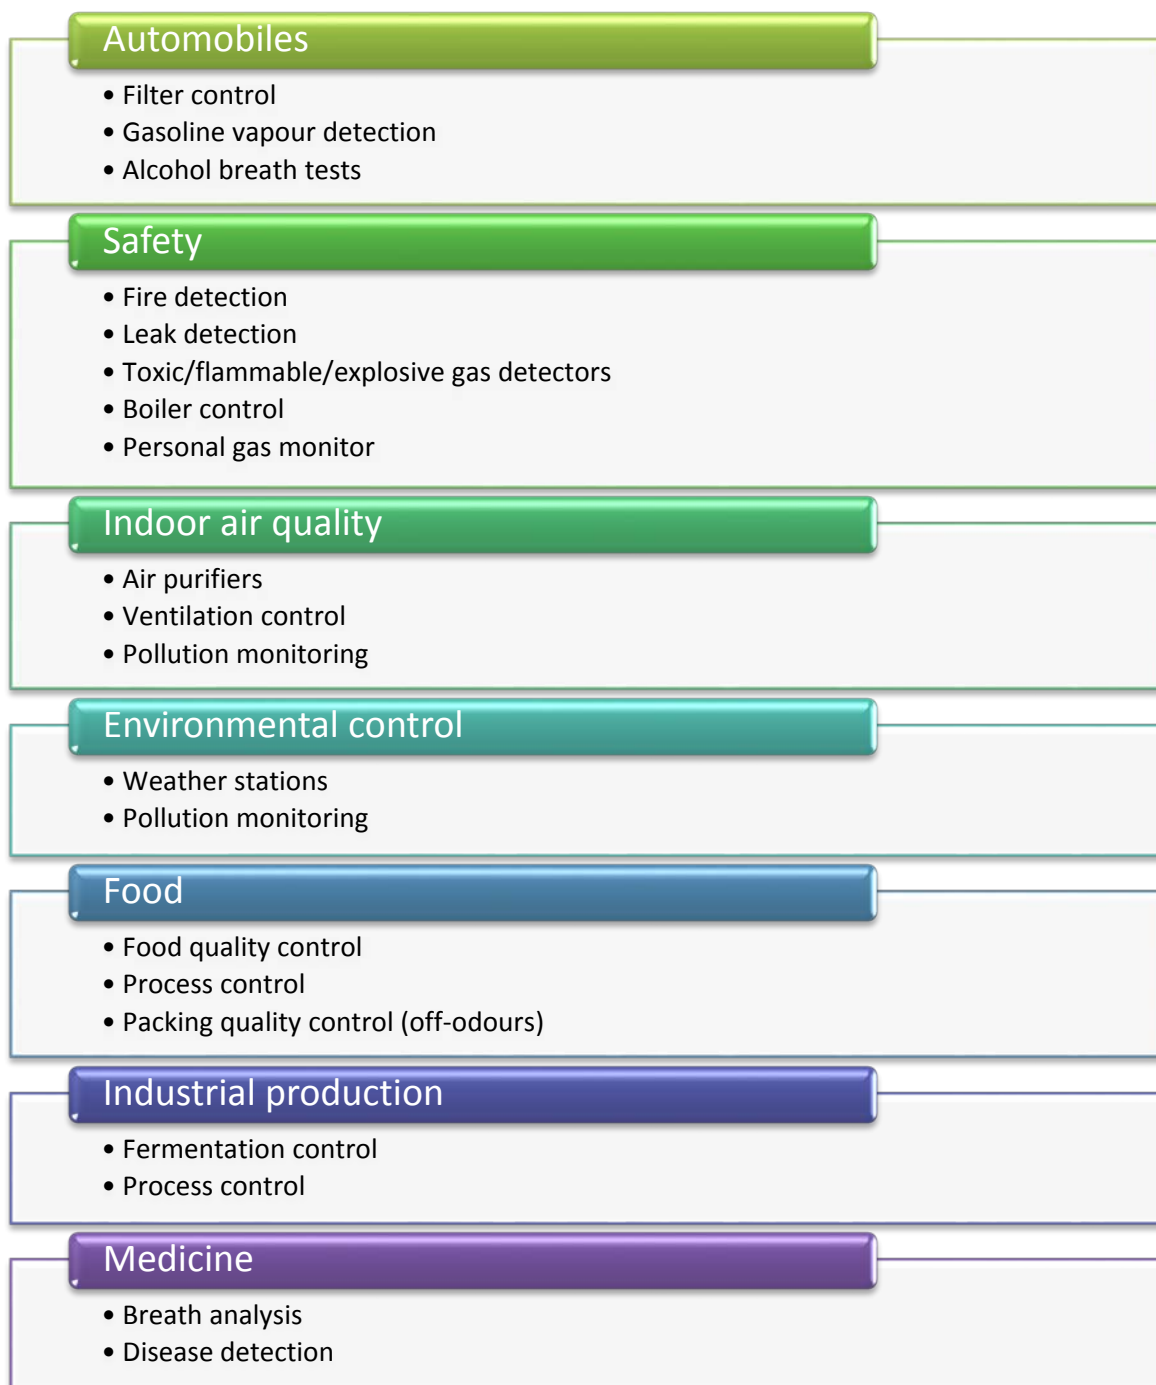 Automobiles
• Filter control
• Gasoline vapour detection
• Alcohol breath tests
Safety
• Fire detection
• Leak detection
• Toxic/flammable/explosive gas detectors
• Boiler control
• Personal gas monitor
Indoor air quality
• Air purifiers
• Ventilation control
• Pollution monitoring
Environmental control
• Weather stations
• Pollution monitoring
Food
• Food quality control
• Process control
• Packing quality control (off-odours)
Industrial production
• Fermentation control
• Process control
Medicine
• Breath analysis
• Disease detection